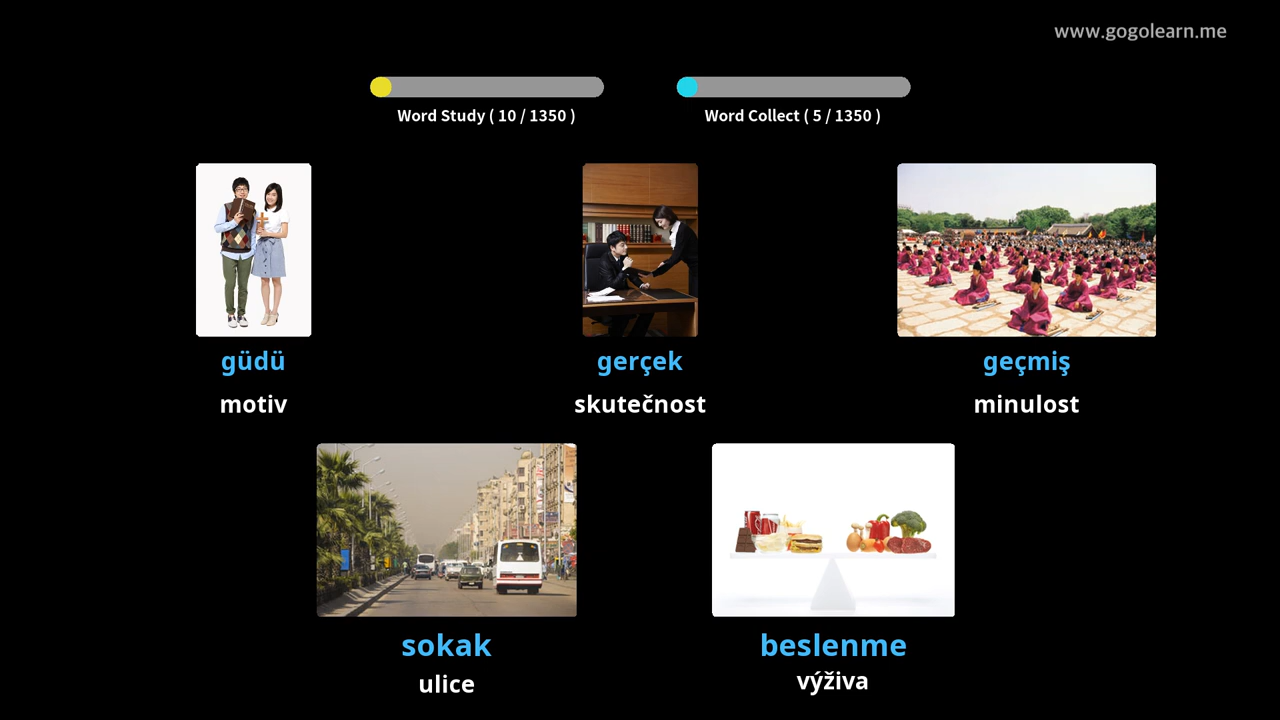 www.gogolearn.me
Word Study ( 10 / 1350 )
Word Collect ( 5 / 1350 )
güdü
gerçek
geçmiş
motiv
skutečnost
minulost
sokak
beslenme
ulice
výživa